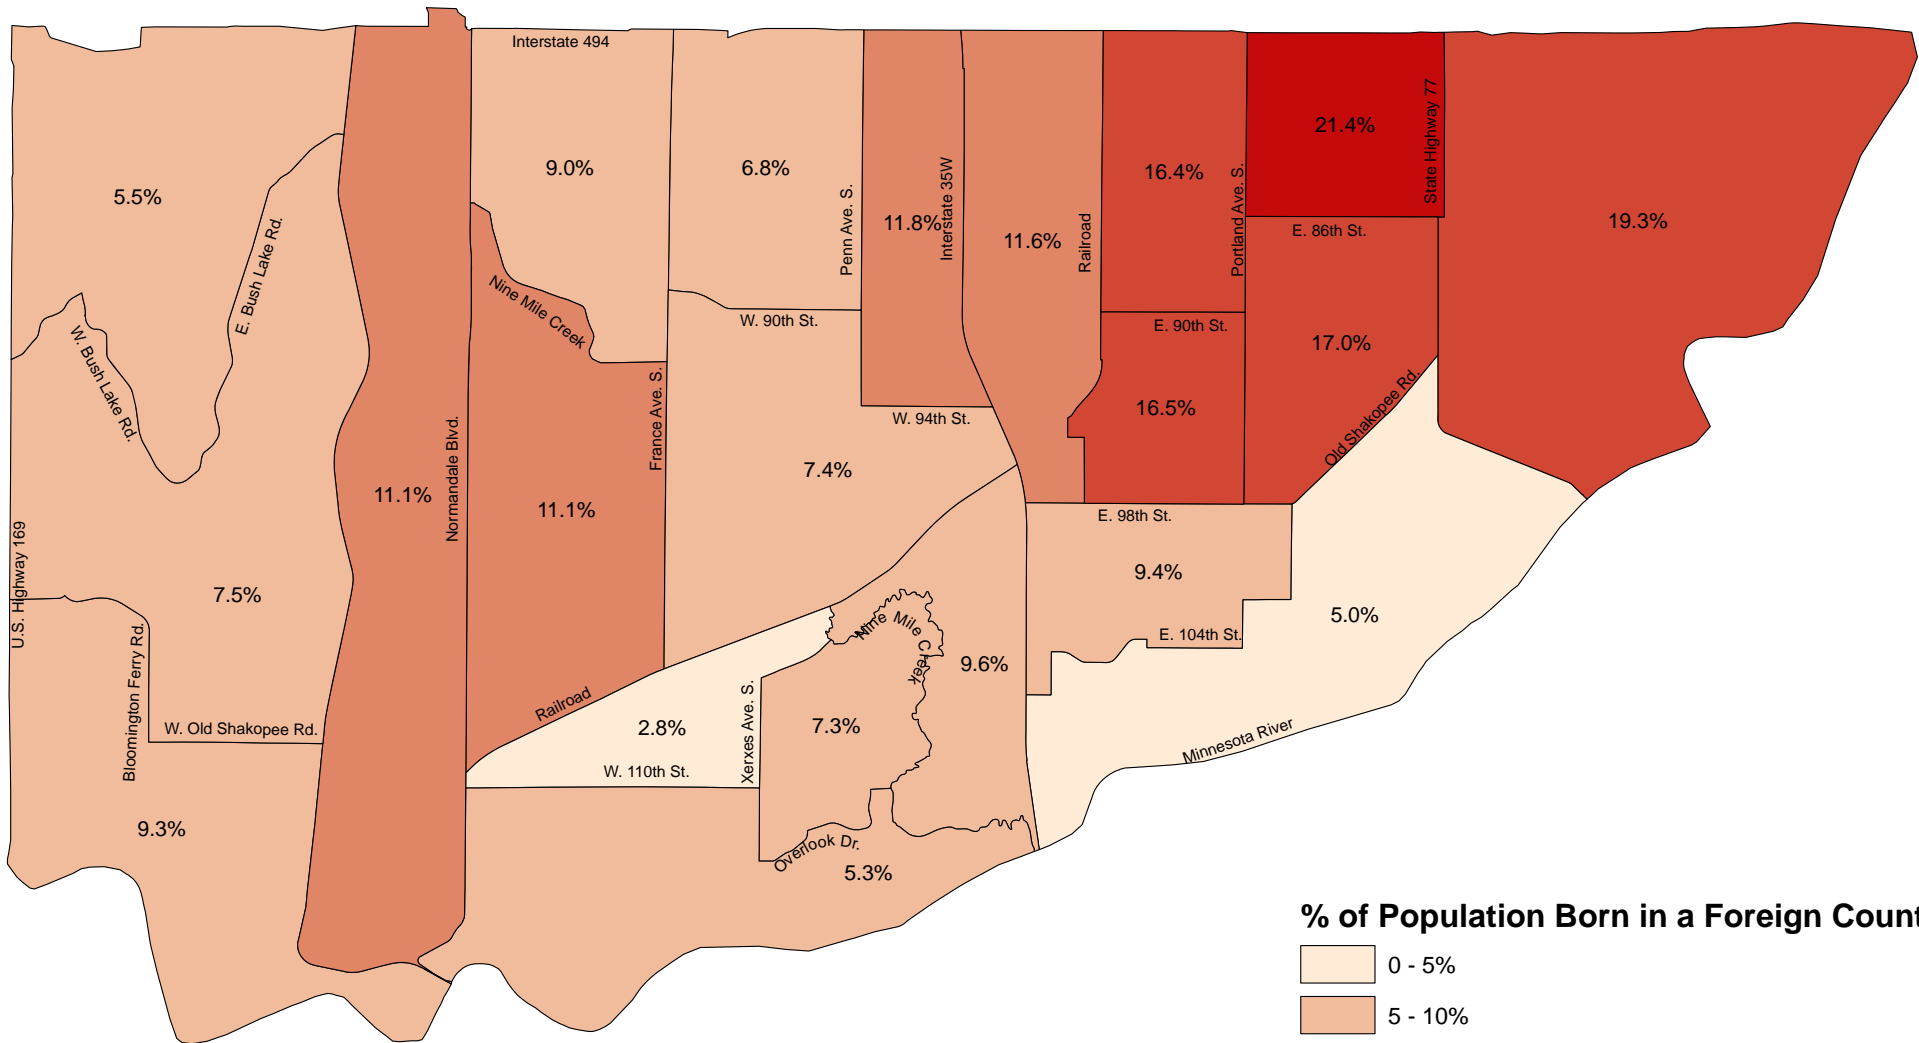 Interstate 494
State Highway 77
21.4%
9.0%
6.8%
16.4%
5.5%
Penn Ave. S.
11.8%
Interstate 35W
11.6%
Railroad
Portland Ave. S.
E. 86th St.
19.3%
E. Bush Lake Rd.
Nine Mile Creek
W. 90th St.
E. 90th St.
17.0%
W. Bush Lake Rd.
France Ave. S.
16.5%
W. 94th St.
Old Shakopee Rd.
7.4%
Normandale Blvd.
11.1%
11.1%
E. 98th St.
U.S. Highway 169
7.5%
9.4%
5.0%
Nine Mile Creek
E. 104th St.
9.6%
Bloomington Ferry Rd.
W. Old Shakopee Rd.
Railroad
2.8%
Xerxes Ave. S.
7.3%
Minnesota River
W. 110th St.
9.3%
Overlook Dr.
5.3%
% of Population Born in a Foreign Count
0 - 5%
5 - 10%